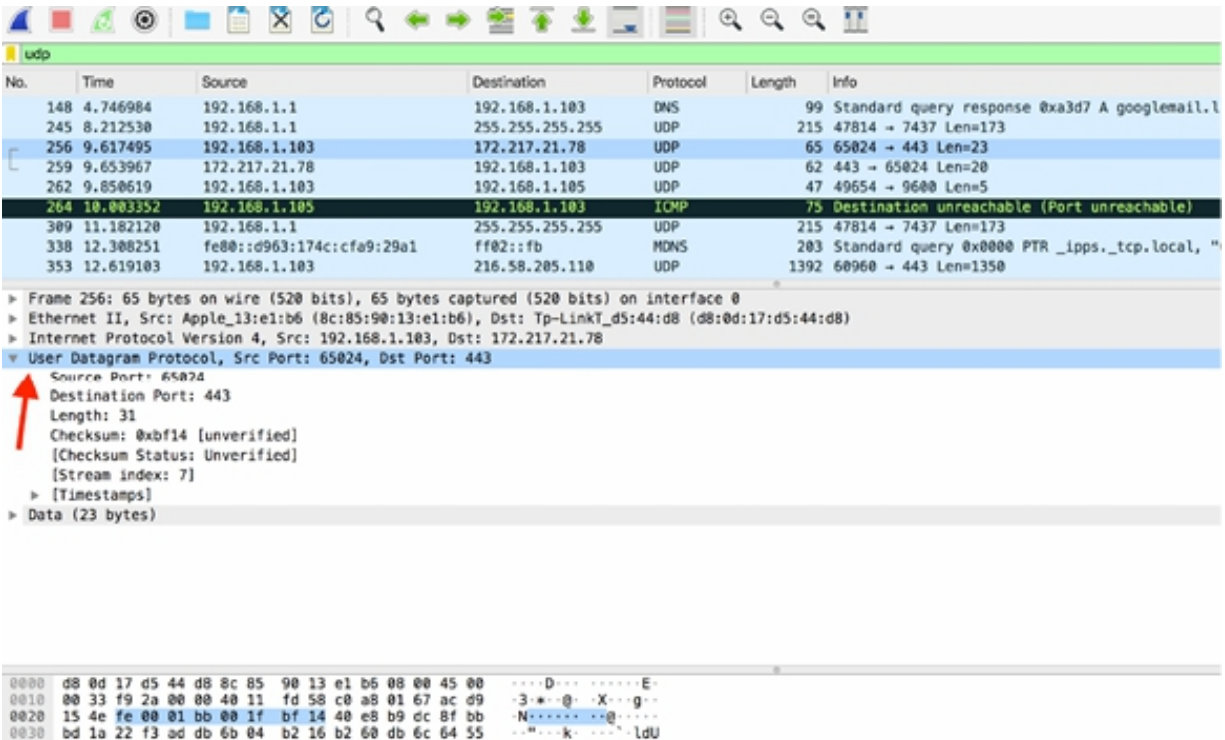 udp
No. Time Source Destination Protocol Length Info
148 4.746984 192.168.1.1 192.168.1.103 DNS 99 Standard query response 0xa3d7 A googlemail.l
245 8.212530 192.168.1.1 255.255.255.255 UDP 215 47814 → 7437 Len=173
256 9.617495 192.168.1.103 172.217.21.78 UDP 65 65024 → 443 Len=23
259 9.653967 172.217.21.78 192.168.1.103 UDP 62 443 → 65024 Len=20
262 9.850619 192.168.1.103 192.168.1.105 UDP 47 49654 → 9600 Len=5
264 10.003352 192.168.1.105 192.168.1.103 ICMP 75 Destination unreachable (Port unreachable)
309 11.182120 192.168.1.1 255.255.255.255 UDP 215 47814 → 7437 Len=173
338 12.308251 fe80::d963:174c:cfa9:29a1 ff02::fb MDNS 203 Standard query 0x0000 PTR _ipps._tcp.local, "
353 12.619103 192.168.1.103 216.58.205.110 UDP 1392 60960 → 443 Len=1350
Frame 256: 65 bytes on wire (520 bits), 65 bytes captured (520 bits) on interface 0
Ethernet II, Src: Apple_13:e1:b6 (8c:85:90:13:e1:b6), Dst: Tp-LinkT_d5:44:d8 (d8:0d:17:d5:44:d8)
Internet Protocol Version 4, Src: 192.168.1.103, Dst: 172.217.21.78
User Datagram Protocol, Src Port: 65024, Dst Port: 443
Source Port: 65024
Destination Port: 443
Length: 31
Checksum: 0xbf14 [unverified]
[Checksum Status: Unverified]
[Stream index: 7]
[Timestamps]
Data (23 bytes)
0000 d8 0d 17 d5 44 d8 8c 85 90 13 e1 b6 08 00 45 00 ····D··· ······E·
0010 00 33 f9 2a 00 00 40 11 fd 58 c0 a8 01 67 ac d9 ·3·*··@· ·X···g··
0020 15 4e fe 00 01 bb 00 1f bf 14 40 e8 b9 dc 8f bb ·N······ ··@·····
0030 bd 1a 22 f3 ad db 6b 04 b2 16 b2 60 db 6c 64 55 ··"···k· ···`·ldU